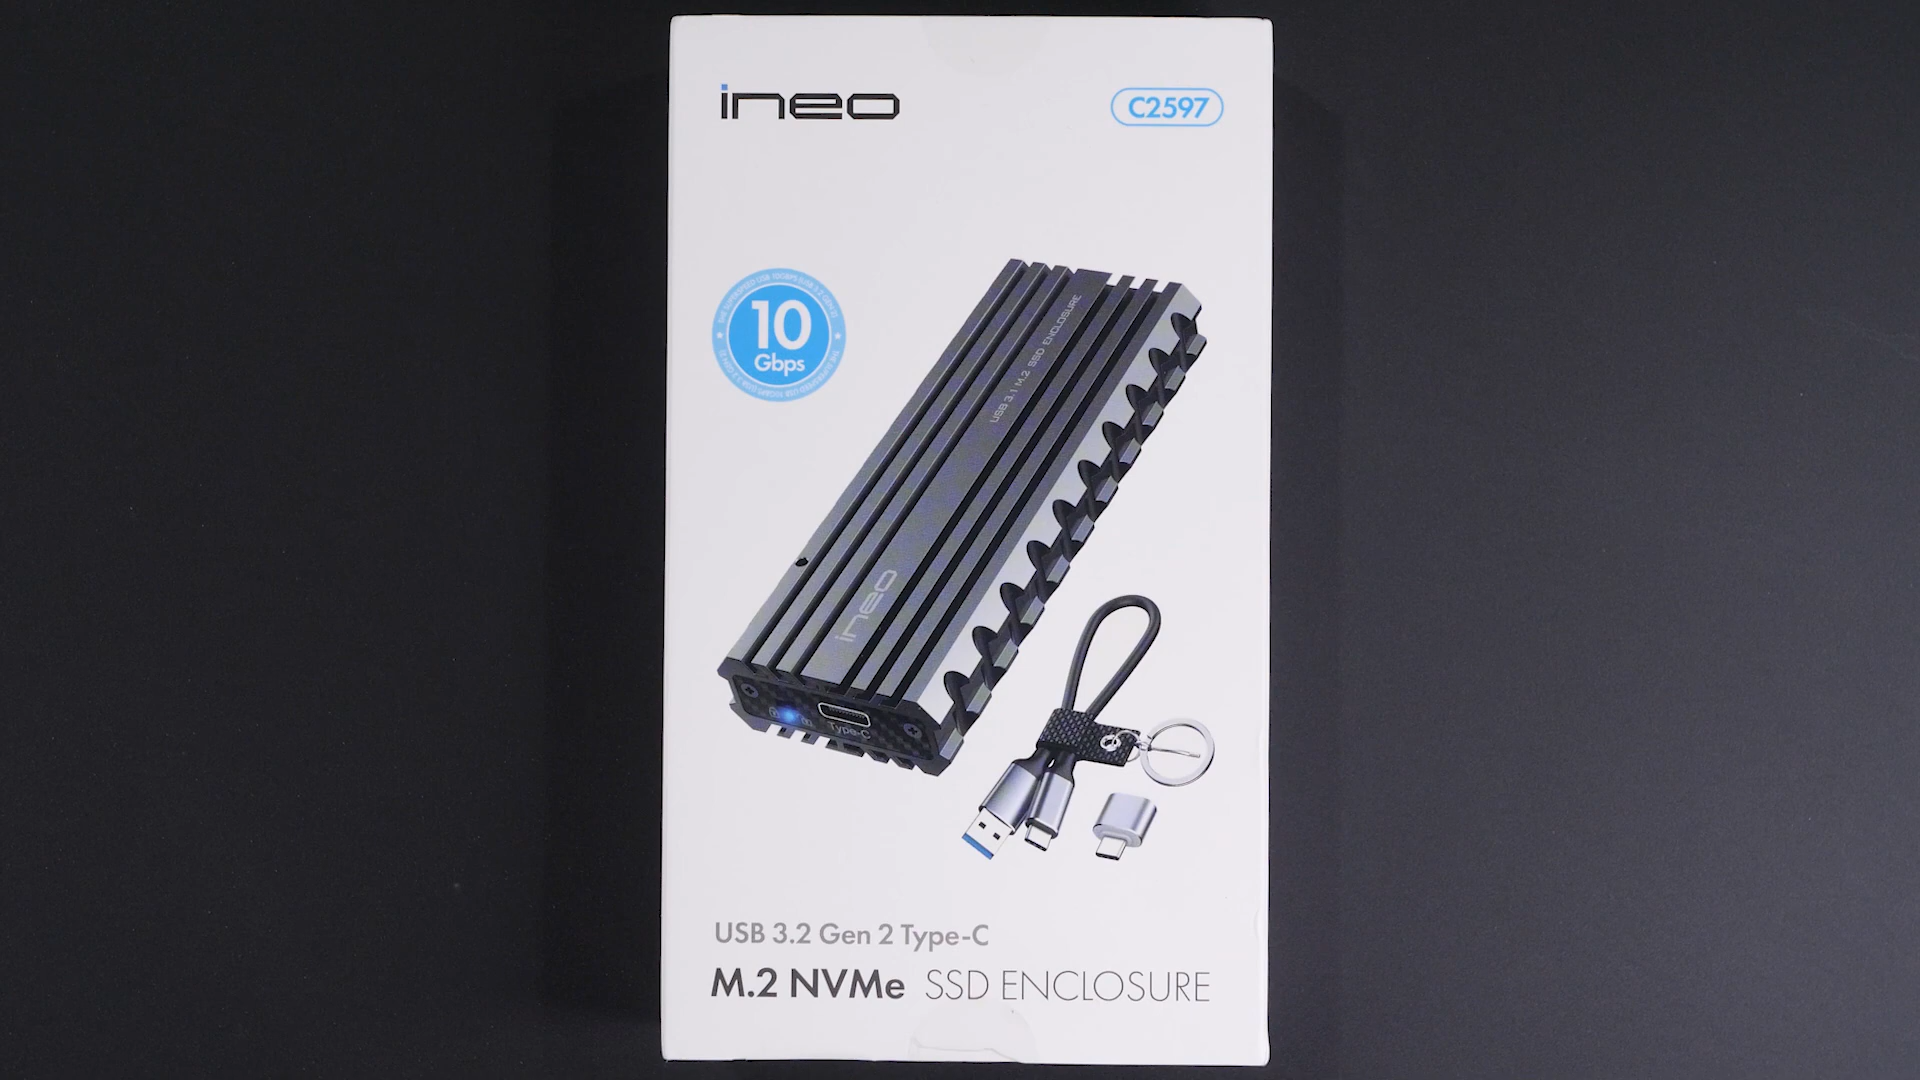 ineo
C2597
10
Gbps
USB 3.1 M.2 SSD ENCLOSURE
ineo
Type-C
USB 3.2 Gen 2 Type-C
M.2 NVMe SSD ENCLOSURE